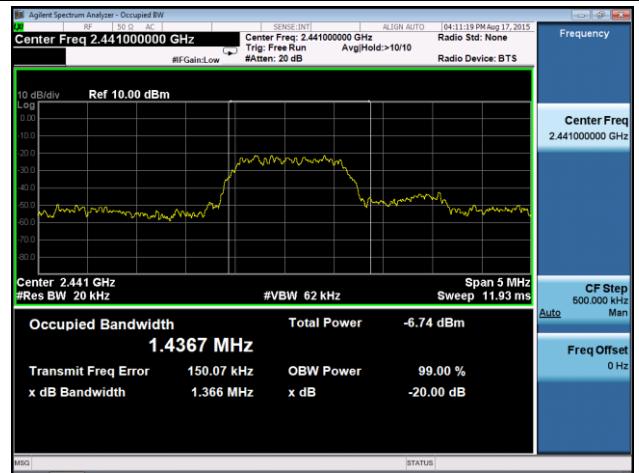 Agilent Spectrum Analyzer - Occupied BW
RF 50 Ω AC SENSE:INT ALIGN AUTO 04:11:19 PM Aug 17, 2015
Center Freq 2.441000000 GHz Center Freq: 2.441000000 GHz Radio Std: None Frequency
Trig: Free Run Avg|Hold:>10/10
#IFGain:Low #Atten: 20 dB Radio Device: BTS
10 dB/div Ref 10.00 dBm
Log
0.00
-10.0
-20.0
-30.0
-40.0
-50.0
-60.0
-70.0
-80.0
Center Freq
2.441000000 GHz
Center 2.441 GHz Span 5 MHz
#Res BW 20 kHz #VBW 62 kHz Sweep 11.93 ms
CF Step
500.000 kHz
Auto Man
Occupied Bandwidth Total Power -6.74 dBm
1.4367 MHz
Transmit Freq Error 150.07 kHz OBW Power 99.00 %
x dB Bandwidth 1.366 MHz x dB -20.00 dB
Freq Offset
0 Hz
MSG STATUS